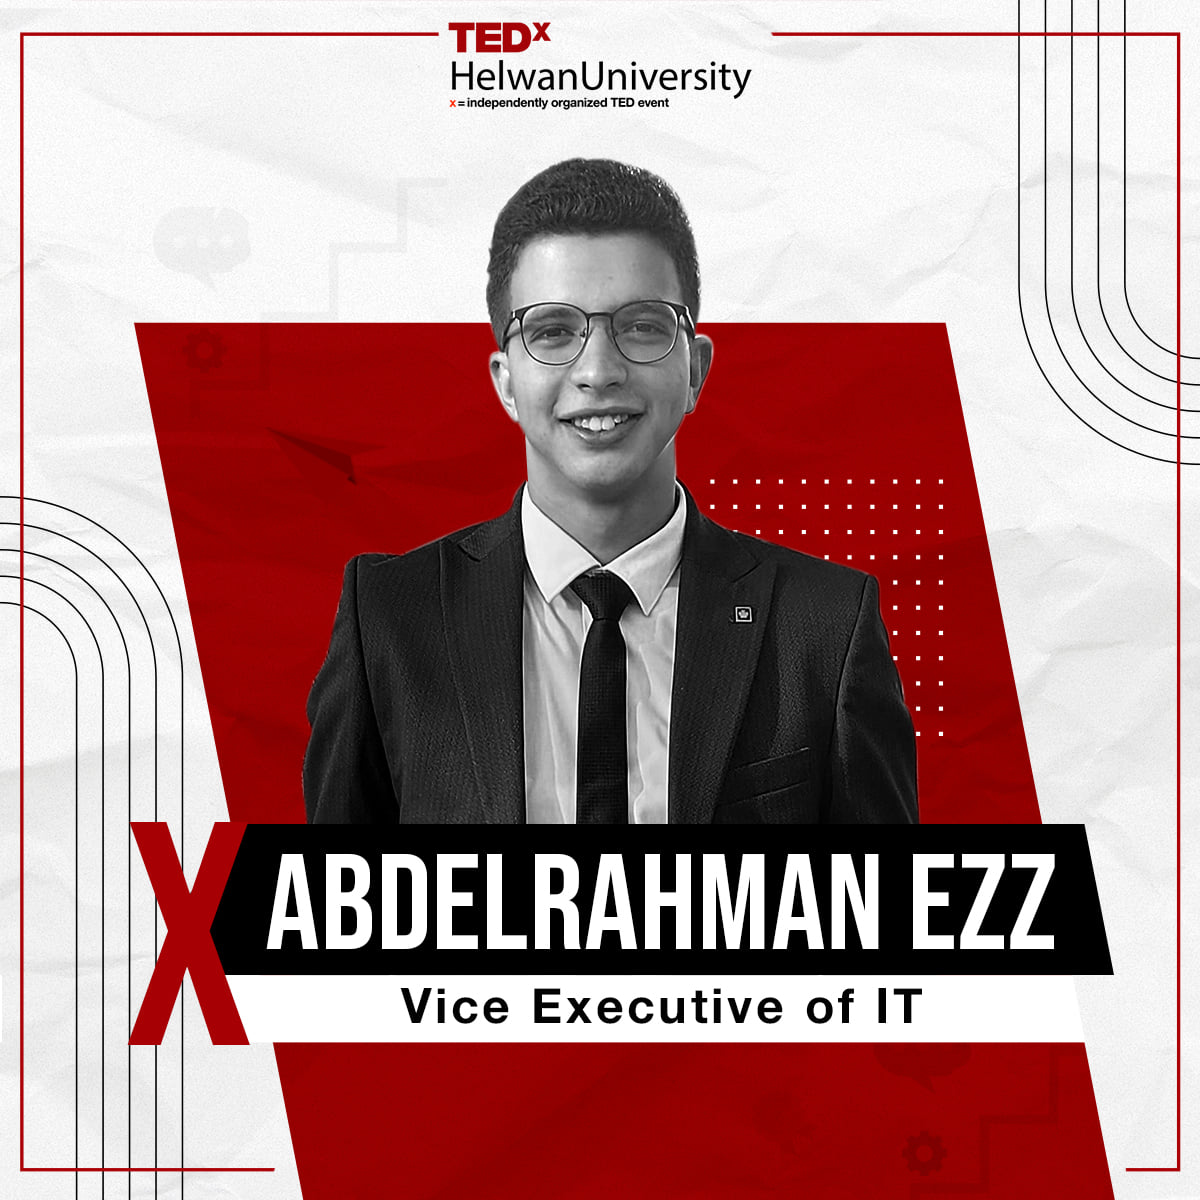 TEDx
HelwanUniversity
x = independently organized TED event
X
ABDELRAHMAN EZZ
Vice Executive of IT